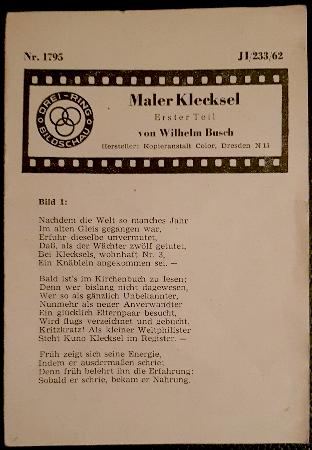 Nr. 1795
JI/233/62
DREI-RING
BILDSCHAU
Maler Klecksel
Erster Teil
von Wilhelm Busch
Hersteller: Kopieranstalt Color, Dresden N 15
Bild 1:
Nachdem die Welt so manches Jahr
Im alten Gleis gegangen war,
Erfuhr dieselbe unvermutet,
Daß, als der Wächter zwölf getutet,
Bei Klecksels, wohnhaft Nr. 3,
Ein Knäblein angekommen sei. —
Bald ist's im Kirchenbuch zu lesen;
Denn wer bislang nicht dagewesen,
Wer so als gänzlich Unbekannter,
Nunmehr als neuer Anverwandter
Ein glücklich Elternpaar besucht,
Wird flugs verzeichnet und gebucht.
Kritzkratz! Als kleiner Weltphilister
Steht Kuno Klecksel im Register. —
Früh zeigt sich seine Energie,
Indem er ausdermaßen schrie;
Denn früh belehrt ihn die Erfahrung:
Sobald er schrie, bekam er Nahrung.